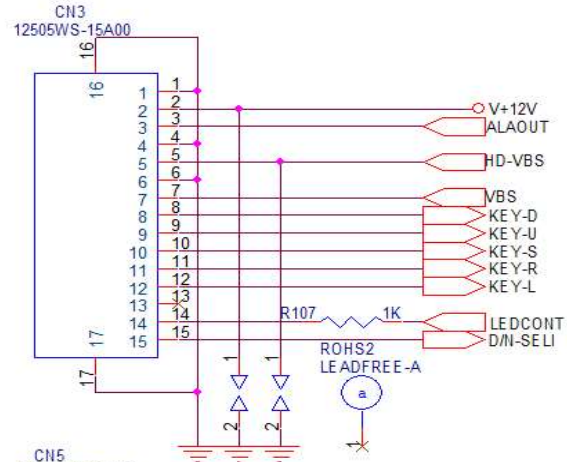 CN3
12505WS-15A00
16
16
1 1
2 2 V+12V
3 3 ALAOUT
4 4
5 5 HD-VBS
6 6
7 7 VBS
8 8 KEY-D
9 9 KEY-U
10 10 KEY-S
11 11 KEY-R
12 12 KEY-L
13 13
14 14 R107 1K LEDCONT
15 15 D/N-SELI
17
17
ROHS2
LEADFREE-A
a
1
1 1
2 2
CN5